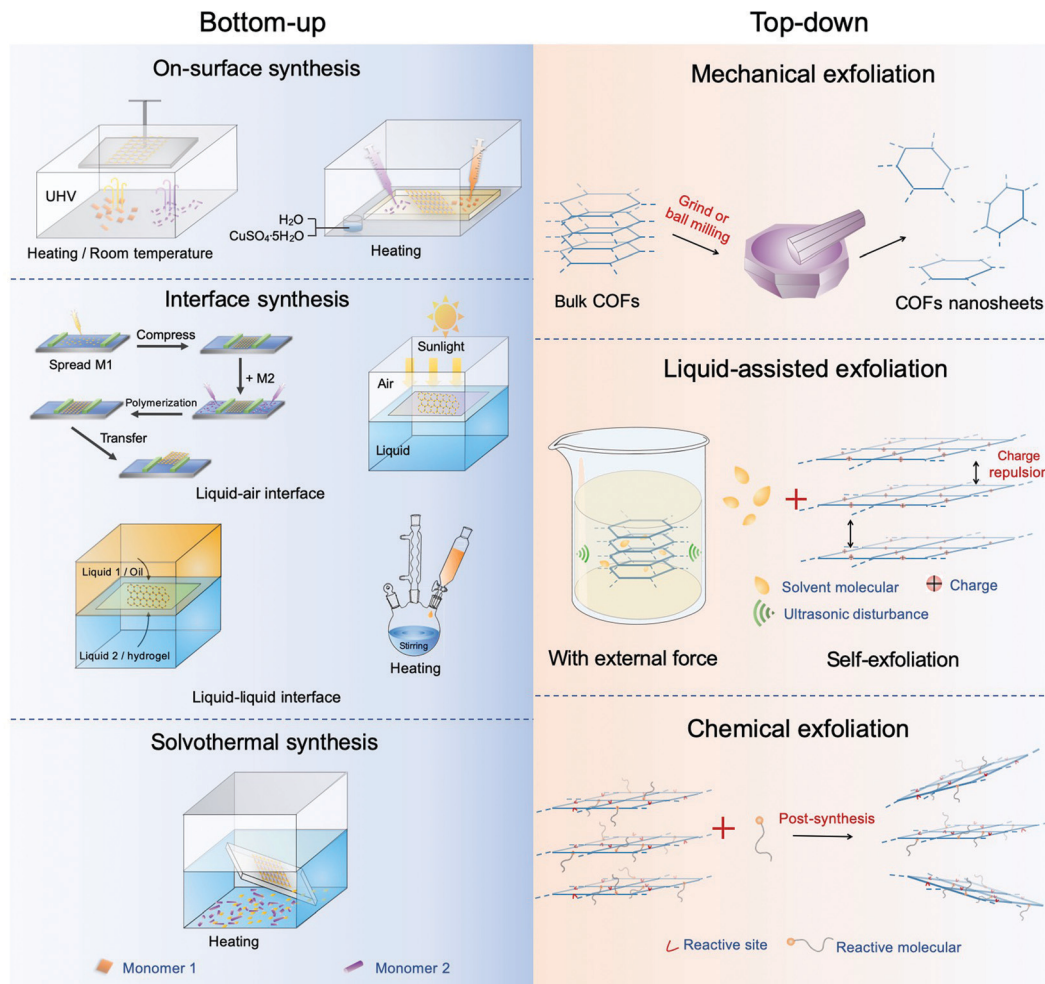 Bottom-up
On-surface synthesis
UHV
Heating / Room temperature
H₂O
CuSO₄·5H₂O
Heating
Interface synthesis
Spread M1
Compress
+ M2
Polymerization
Transfer
Liquid-air interface
Sunlight
Air
Liquid
Liquid 1 / Oil
Liquid 2 / hydrogel
Liquid-liquid interface
Stirring
Heating
Solvothermal synthesis
Heating
Monomer 1
Monomer 2
Top-down
Mechanical exfoliation
Bulk COFs
Grind or
ball milling
COFs nanosheets
Liquid-assisted exfoliation
Charge
repulsion
Solvent molecular
Charge
Ultrasonic disturbance
With external force
Self-exfoliation
Chemical exfoliation
Post-synthesis
Reactive site
Reactive molecular